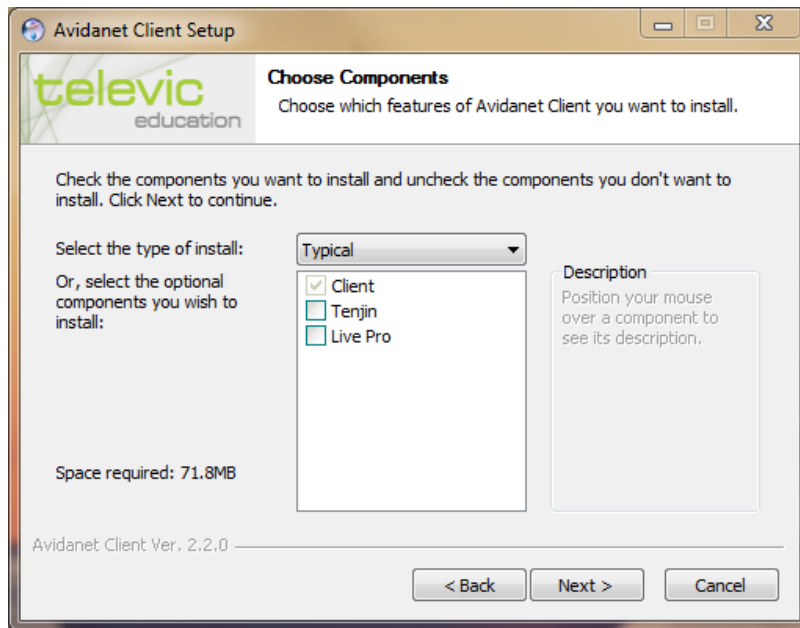 Avidanet Client Setup
televic
education
Choose Components
Choose which features of Avidanet Client you want to install.
Check the components you want to install and uncheck the components you don't want to
install. Click Next to continue.
Select the type of install:
Typical
Or, select the optional
components you wish to
install:
Client
Tenjin
Live Pro
Description
Position your mouse
over a component to
see its description.
Space required: 71.8MB
Avidanet Client Ver. 2.2.0
< Back
Next >
Cancel